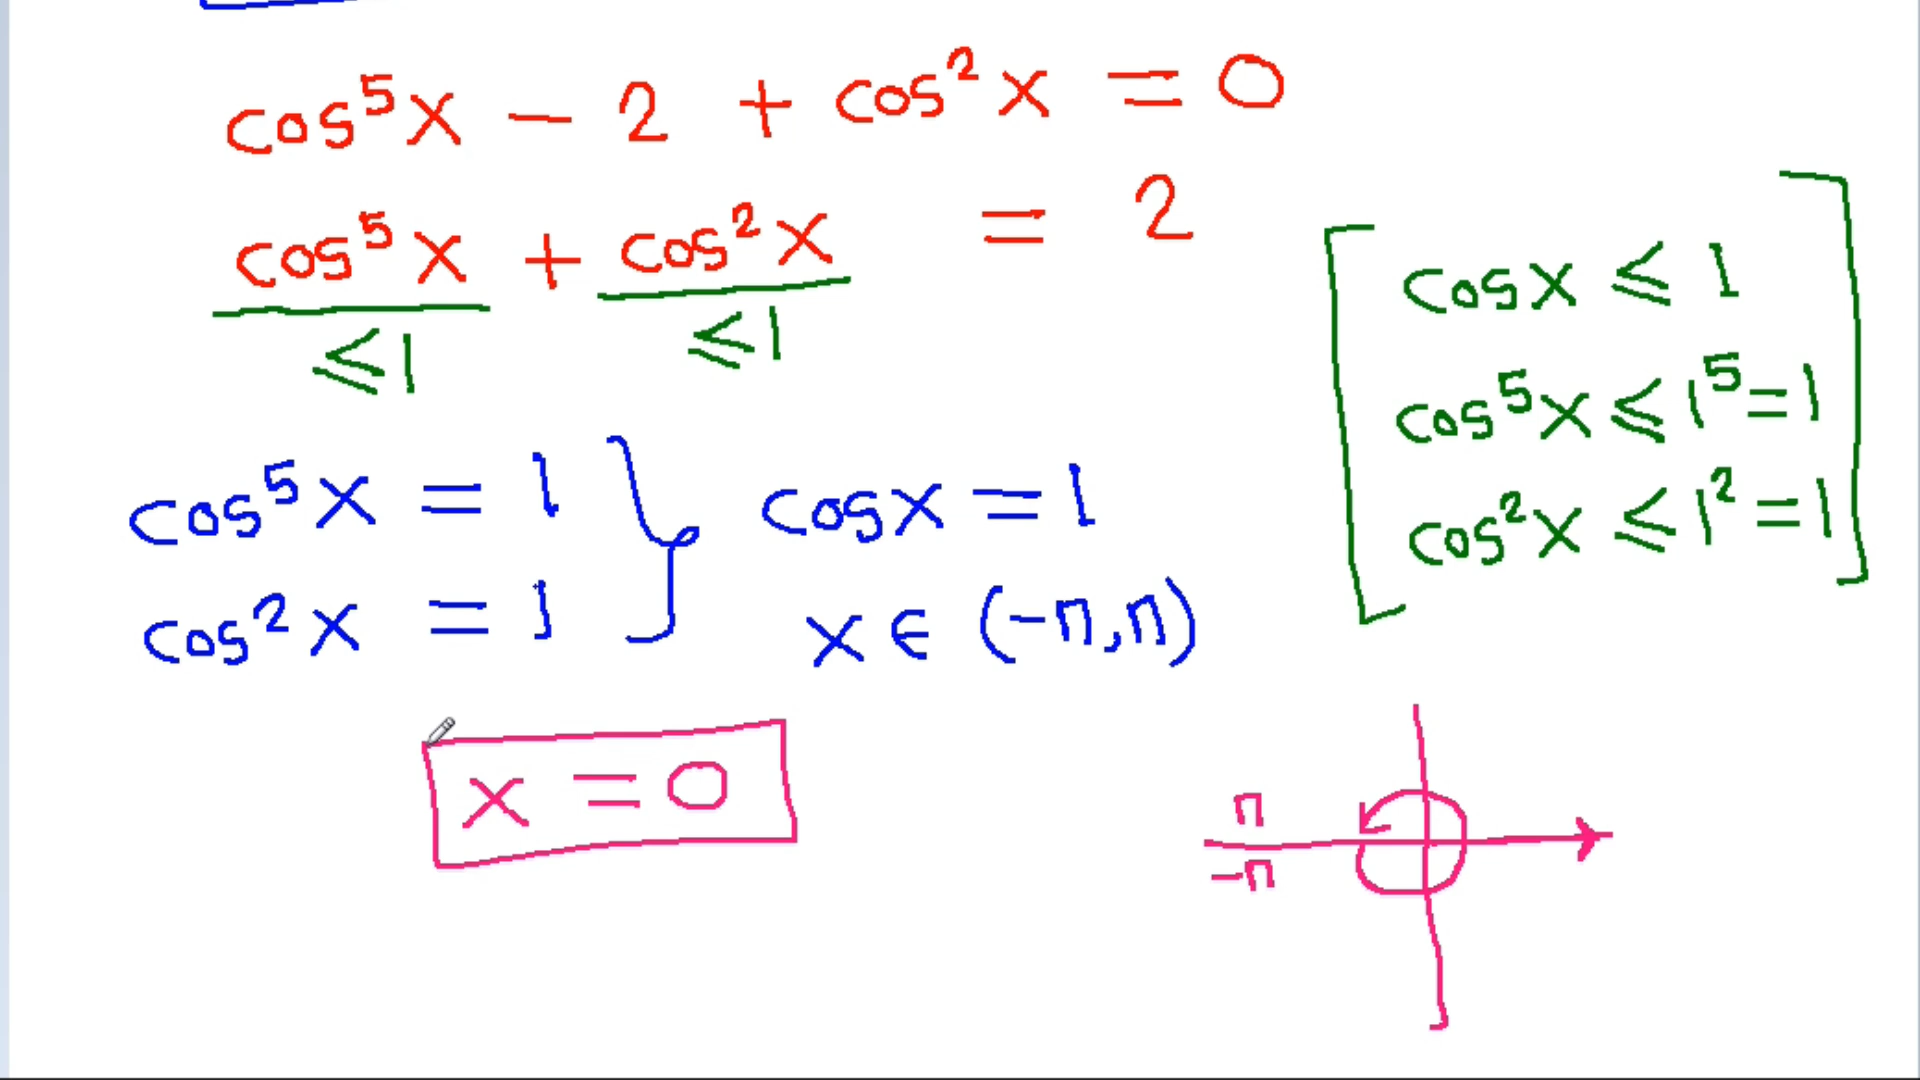 cos⁵x - 2 + cos²x = 0
cos⁵x + cos²x = 2
≤1 ≤1
cosx ≤ 1
cos⁵x ≤ 1⁵ = 1
cos²x ≤ 1² = 1
cos⁵x = 1
cos²x = 1
cosx = 1
x ∈ (-π, π)
x = 0
π
-π